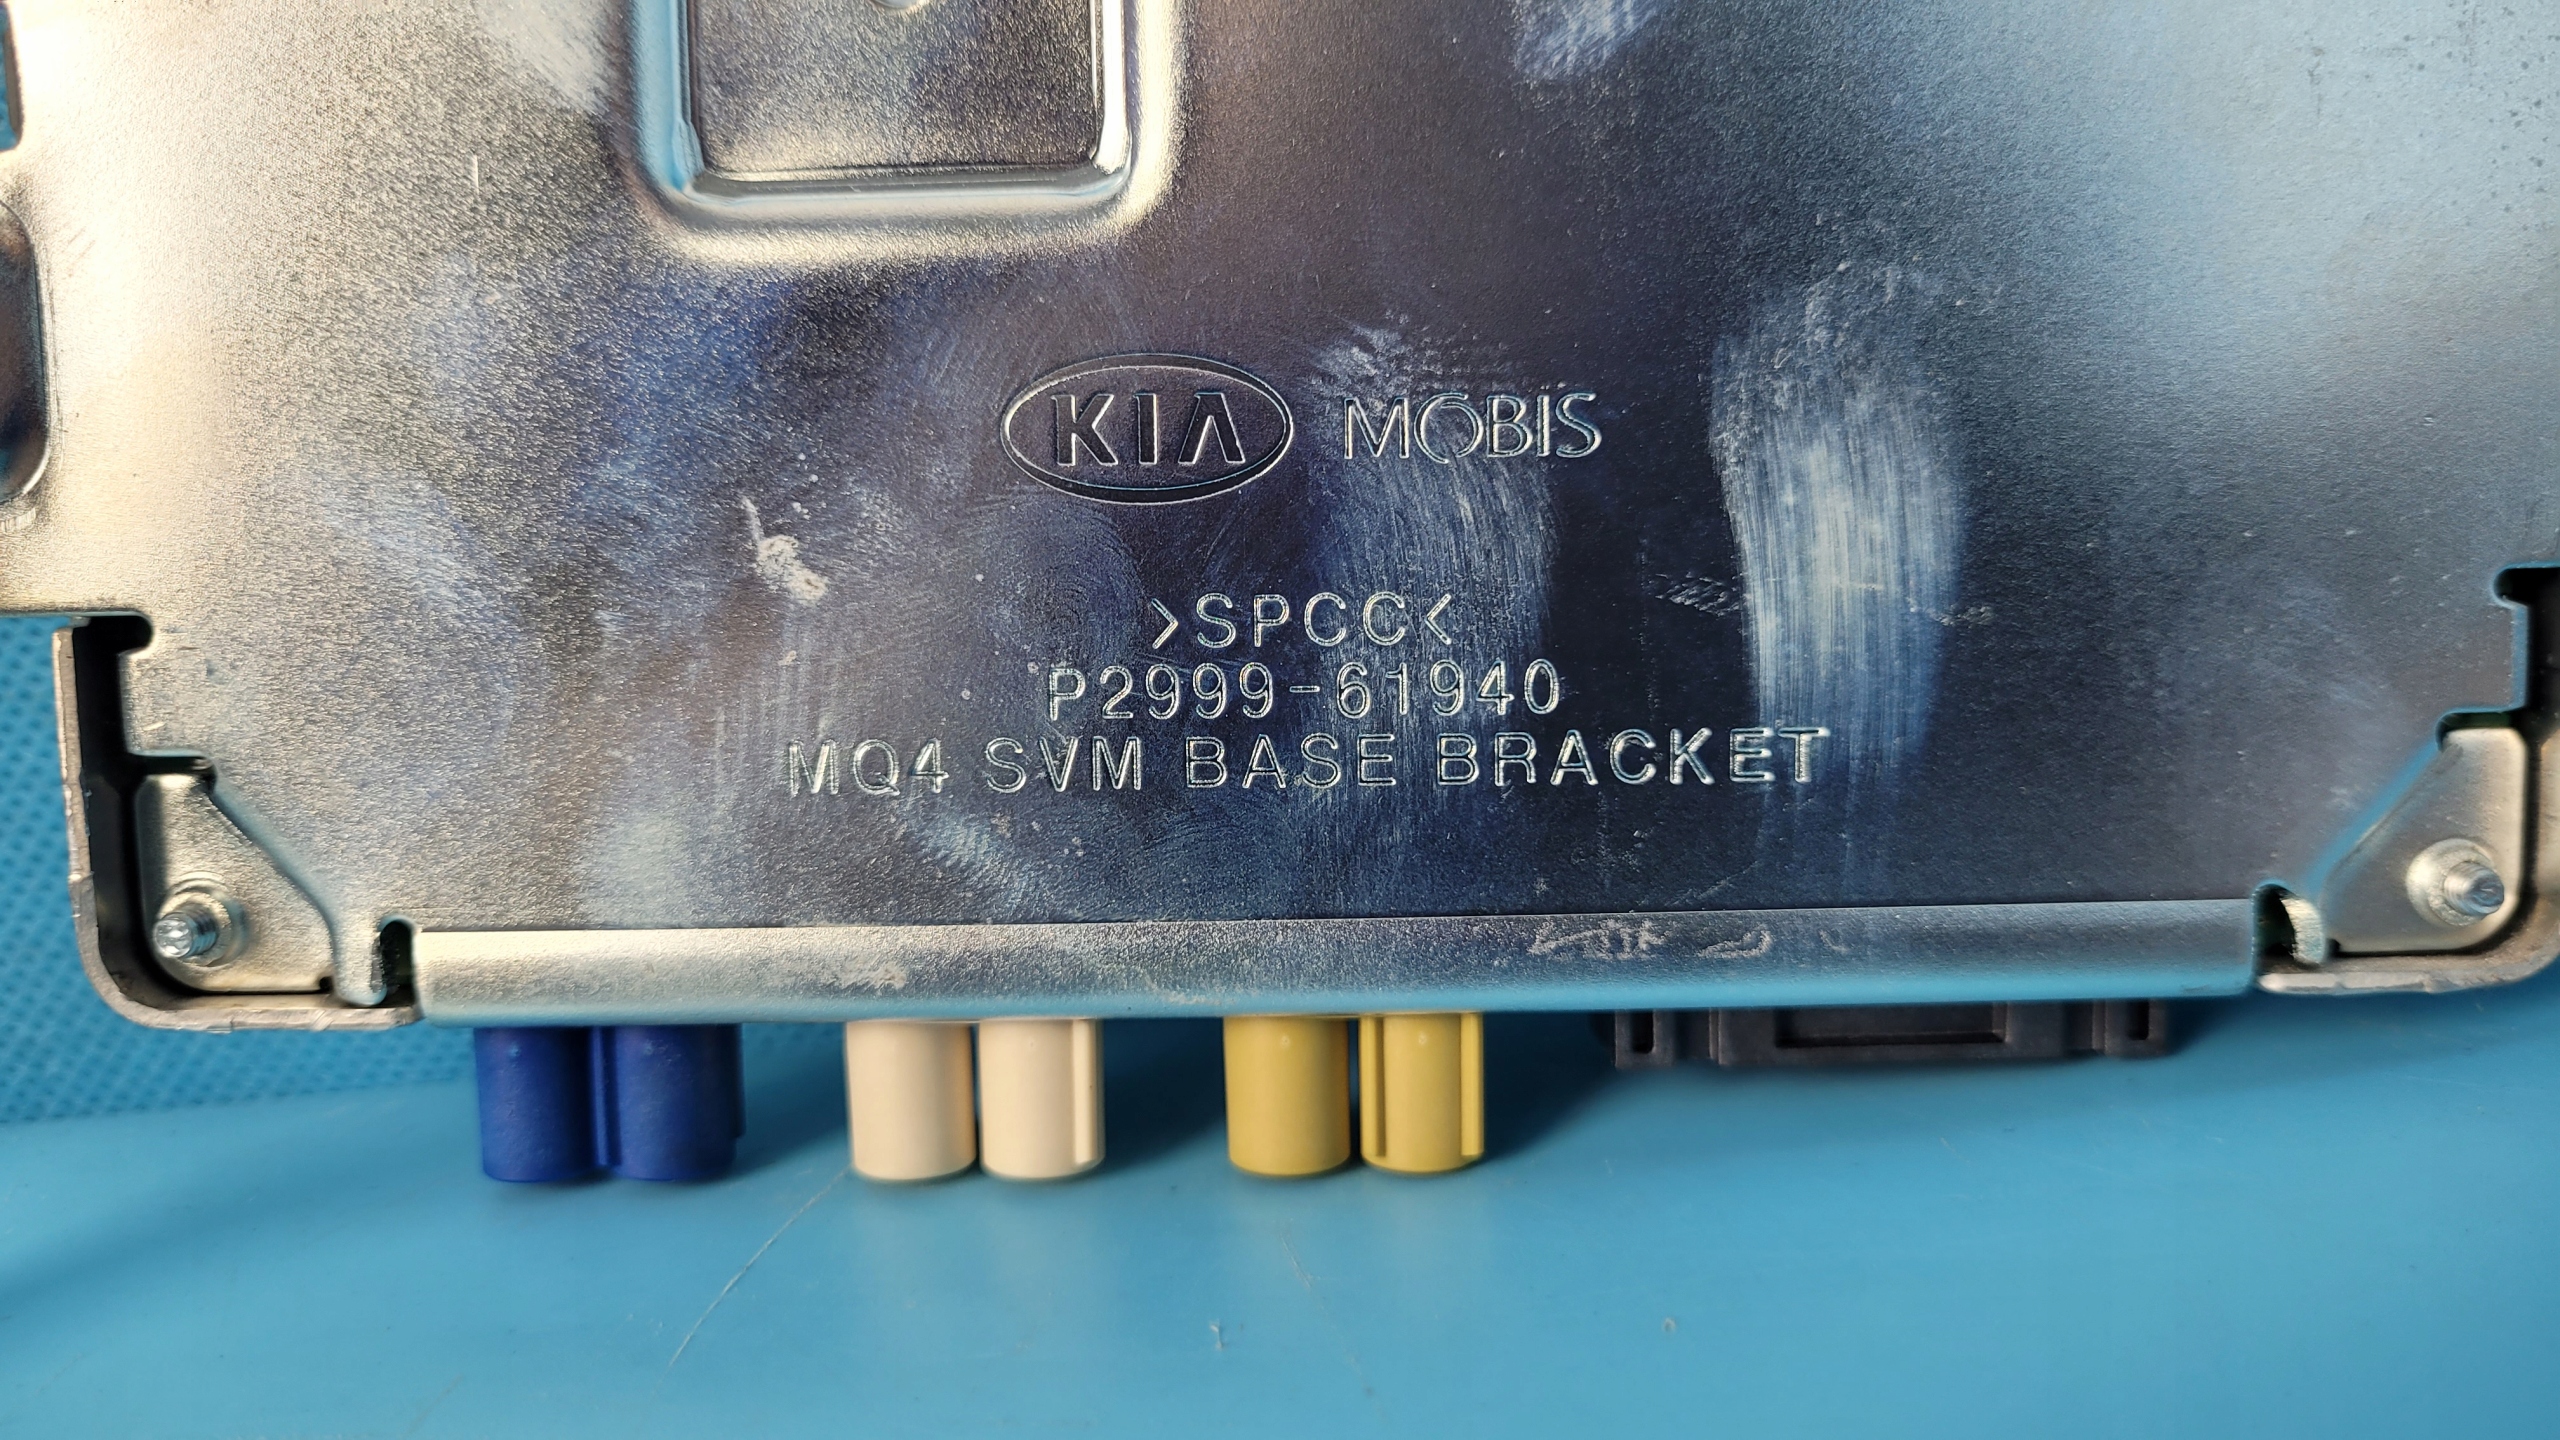 KIA MOBIS
>SPCC<
P2999-61940
MQ4 SVM BASE BRACKET